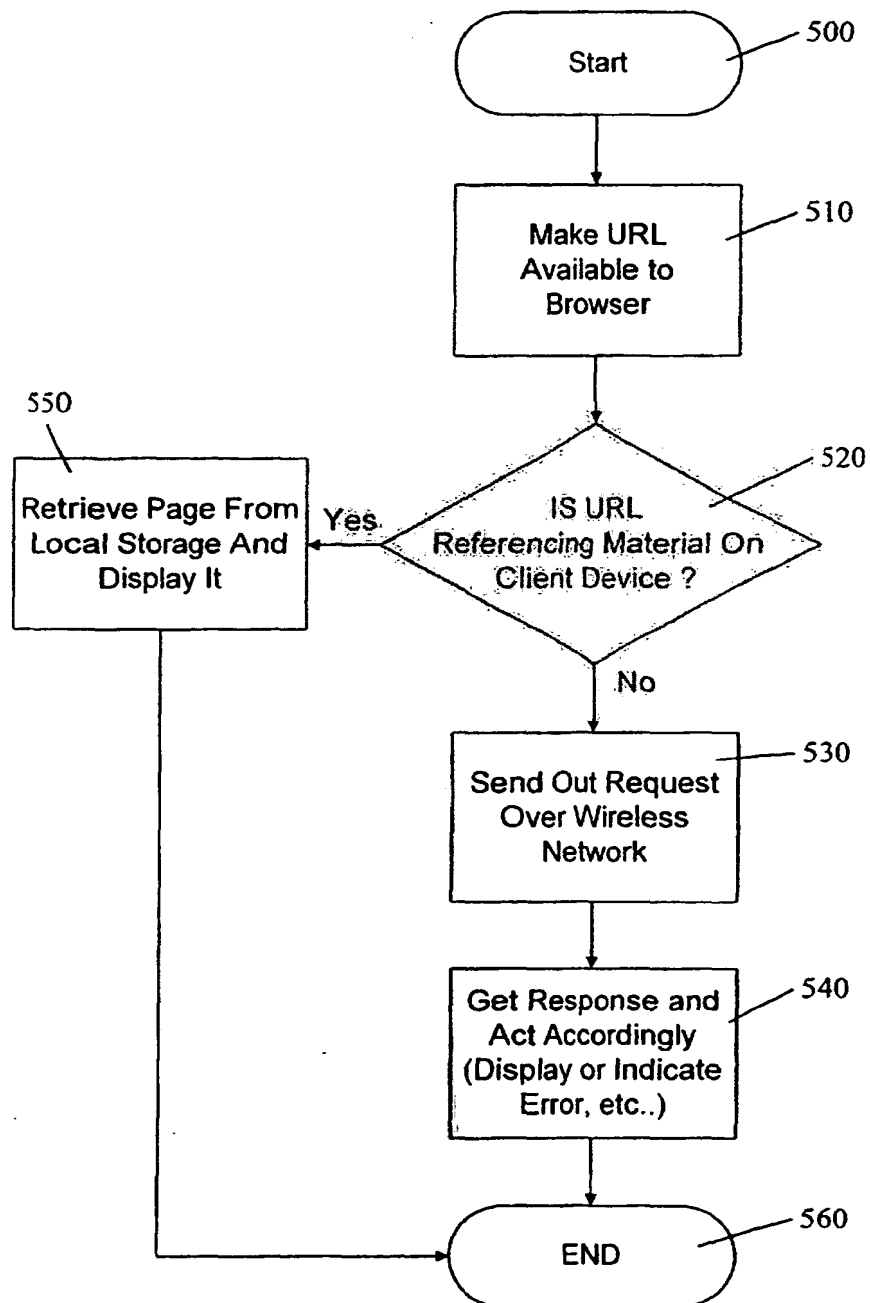 500
Start
510
Make URL
Available to
Browser
550
520
Retrieve Page From
Local Storage And
Display It
Yes
IS URL
Referencing Material On
Client Device ?
No
530
Send Out Request
Over Wireless
Network
540
Get Response and
Act Accordingly
(Display or Indicate
Error, etc..)
560
END